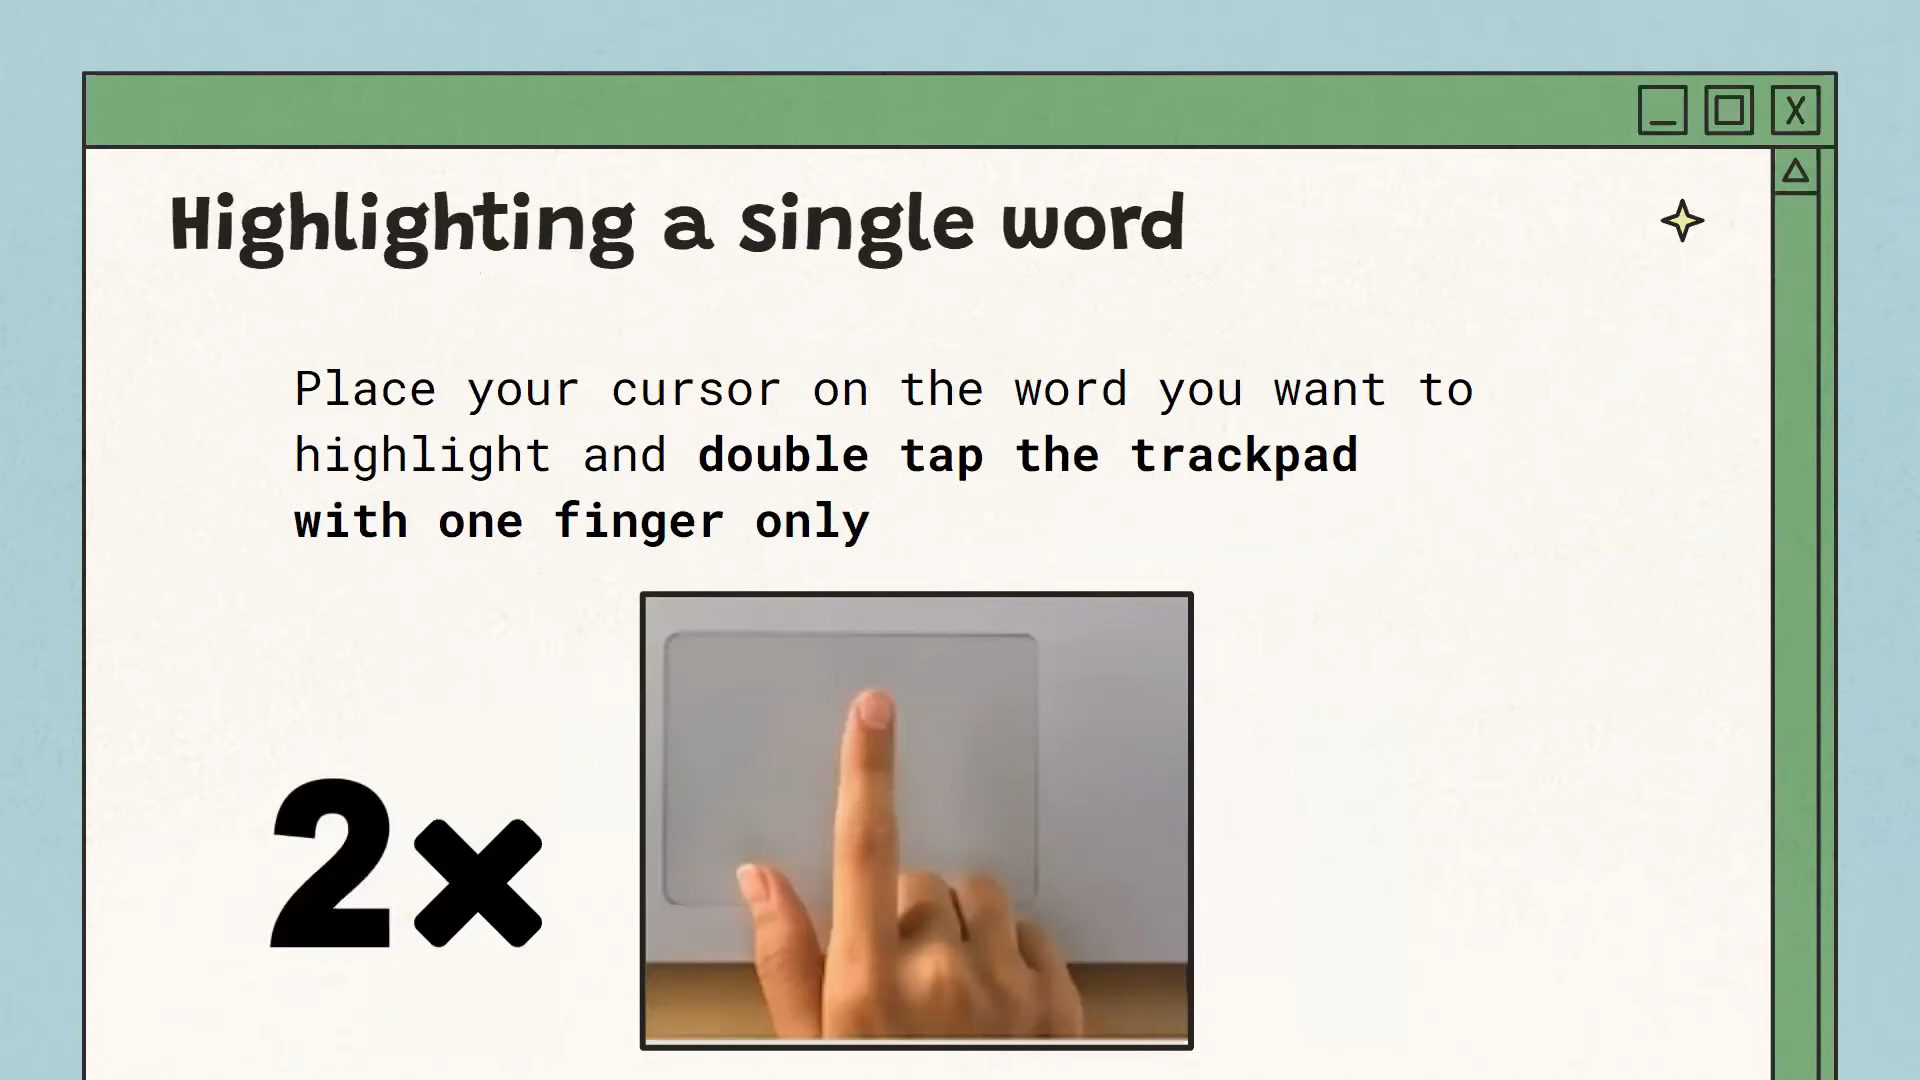 X
Highlighting a single word
Place your cursor on the word you want to
highlight and double tap the trackpad
with one finger only
2×